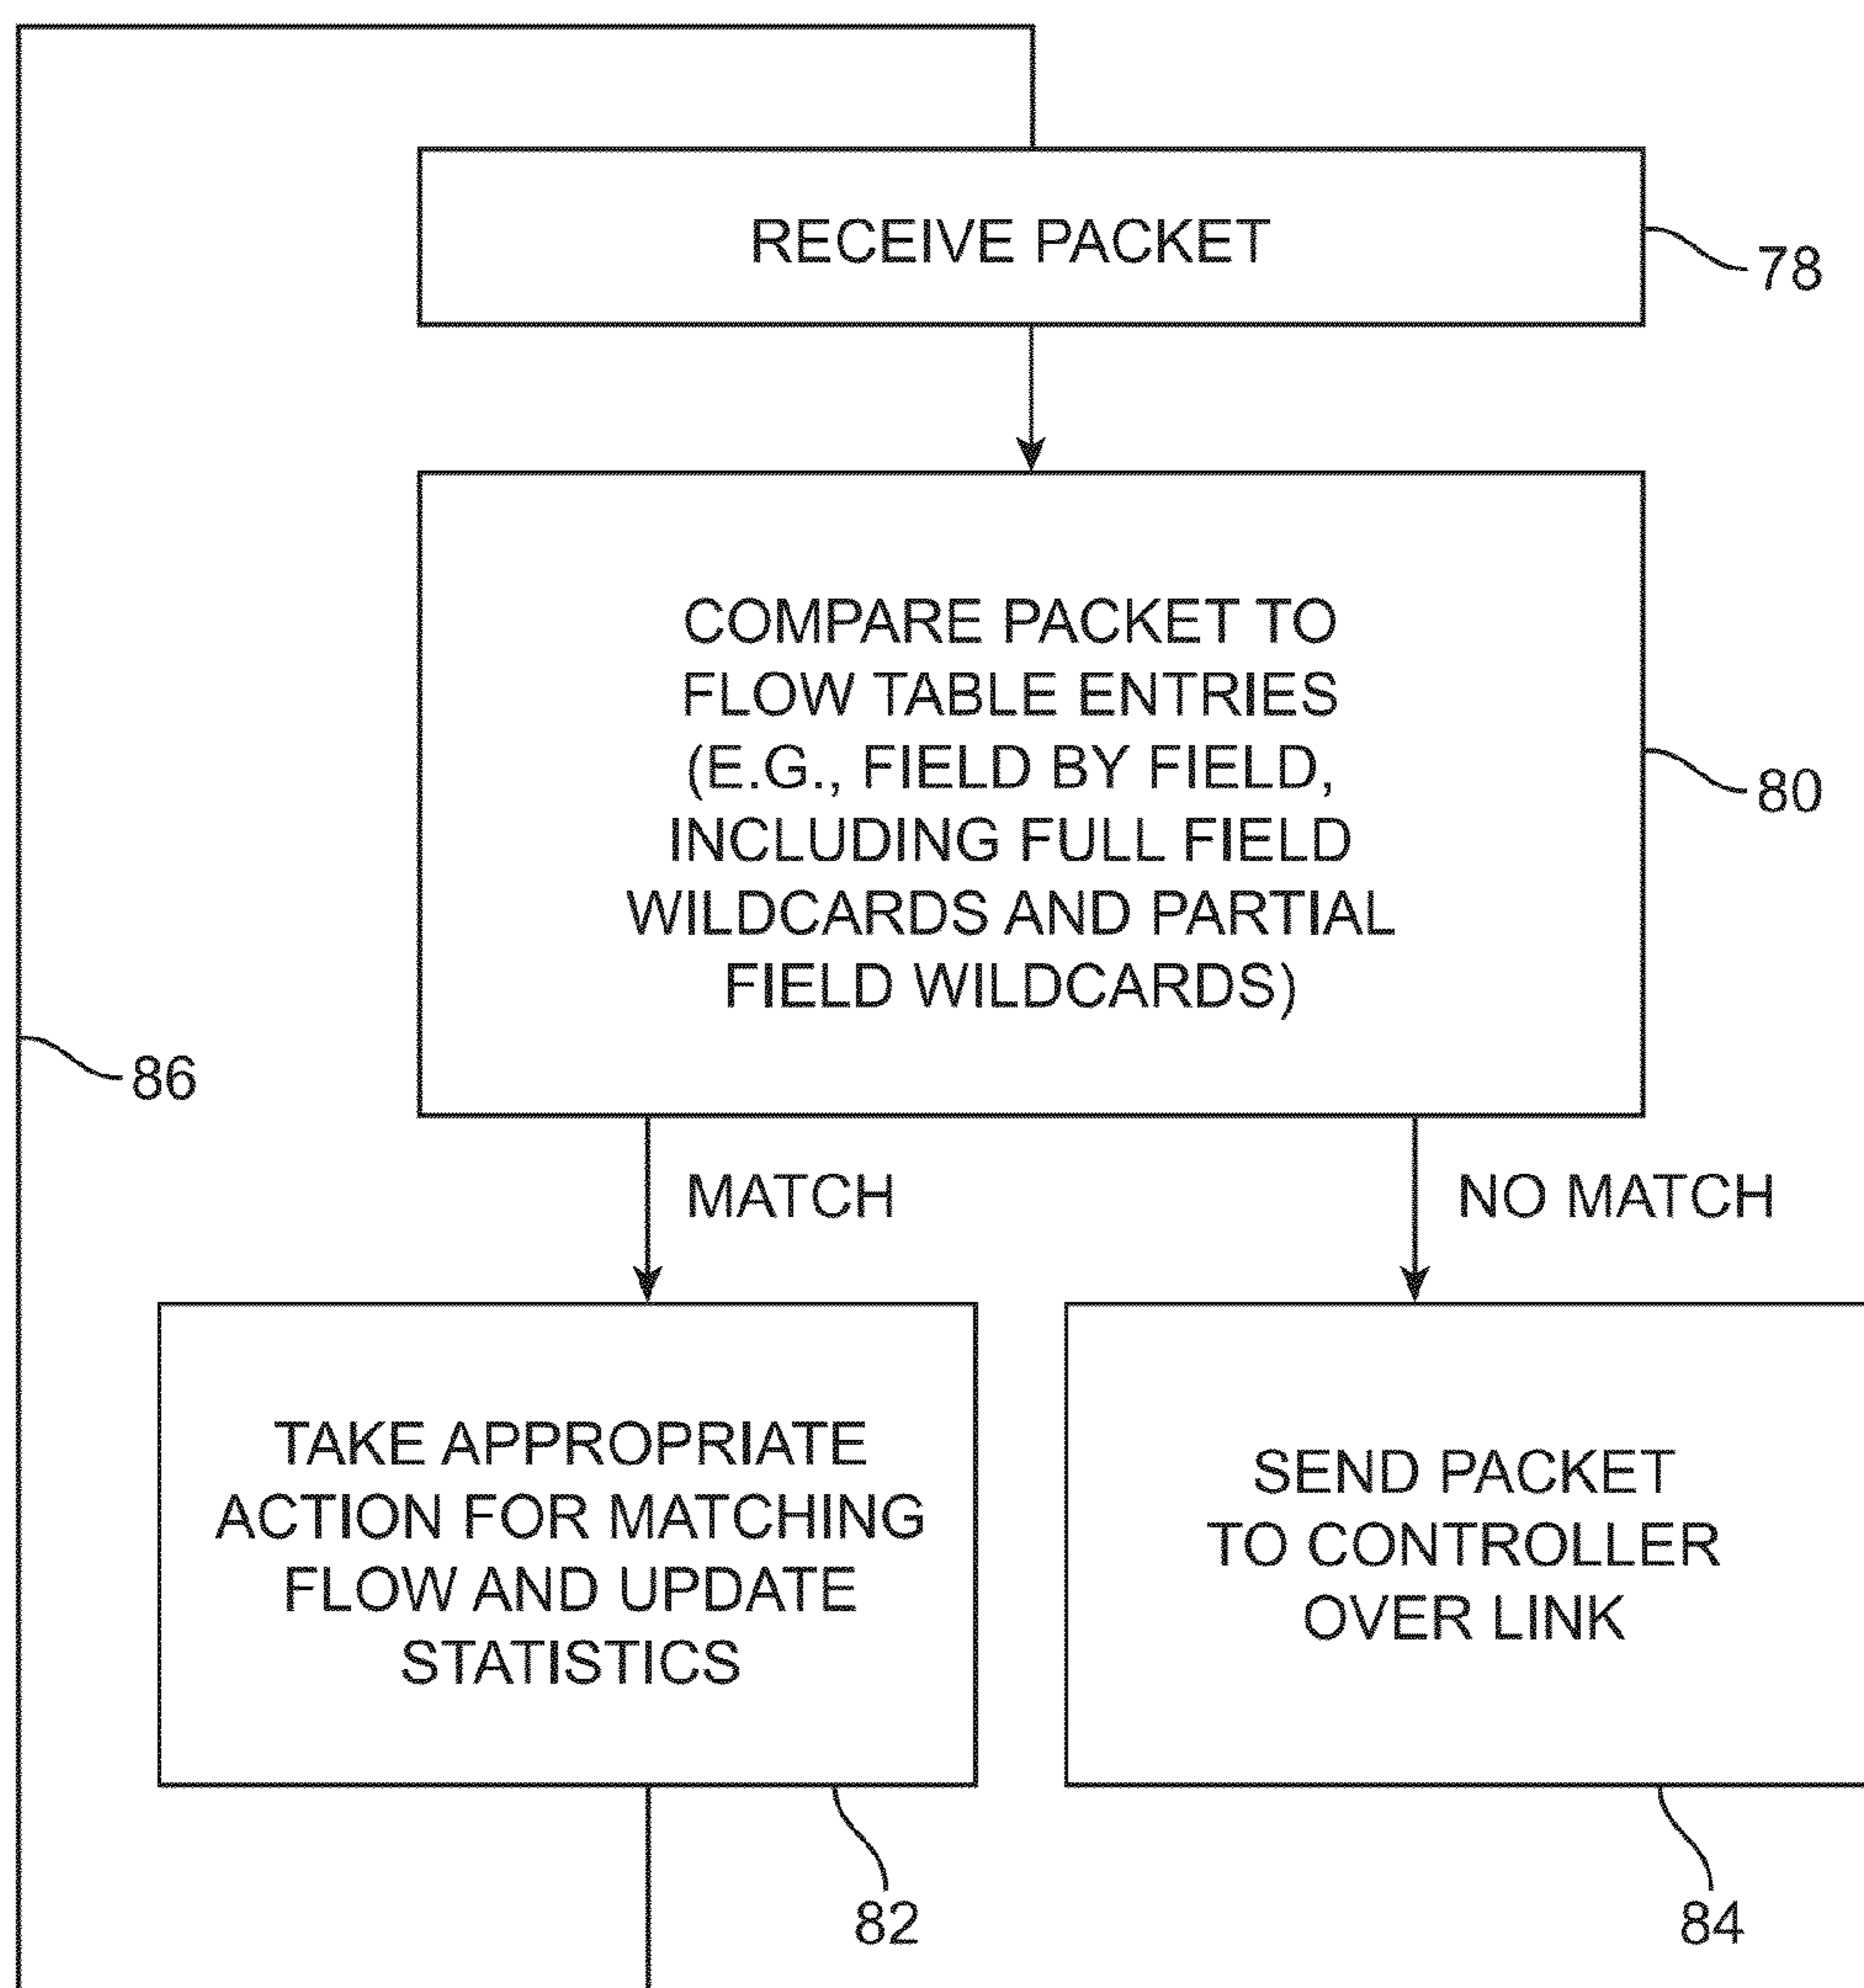 RECEIVE PACKET
78
COMPARE PACKET TO
FLOW TABLE ENTRIES
(E.G., FIELD BY FIELD,
INCLUDING FULL FIELD
WILDCARDS AND PARTIAL
FIELD WILDCARDS)
80
86
MATCH
NO MATCH
TAKE APPROPRIATE
ACTION FOR MATCHING
FLOW AND UPDATE
STATISTICS
SEND PACKET
TO CONTROLLER
OVER LINK
82
84